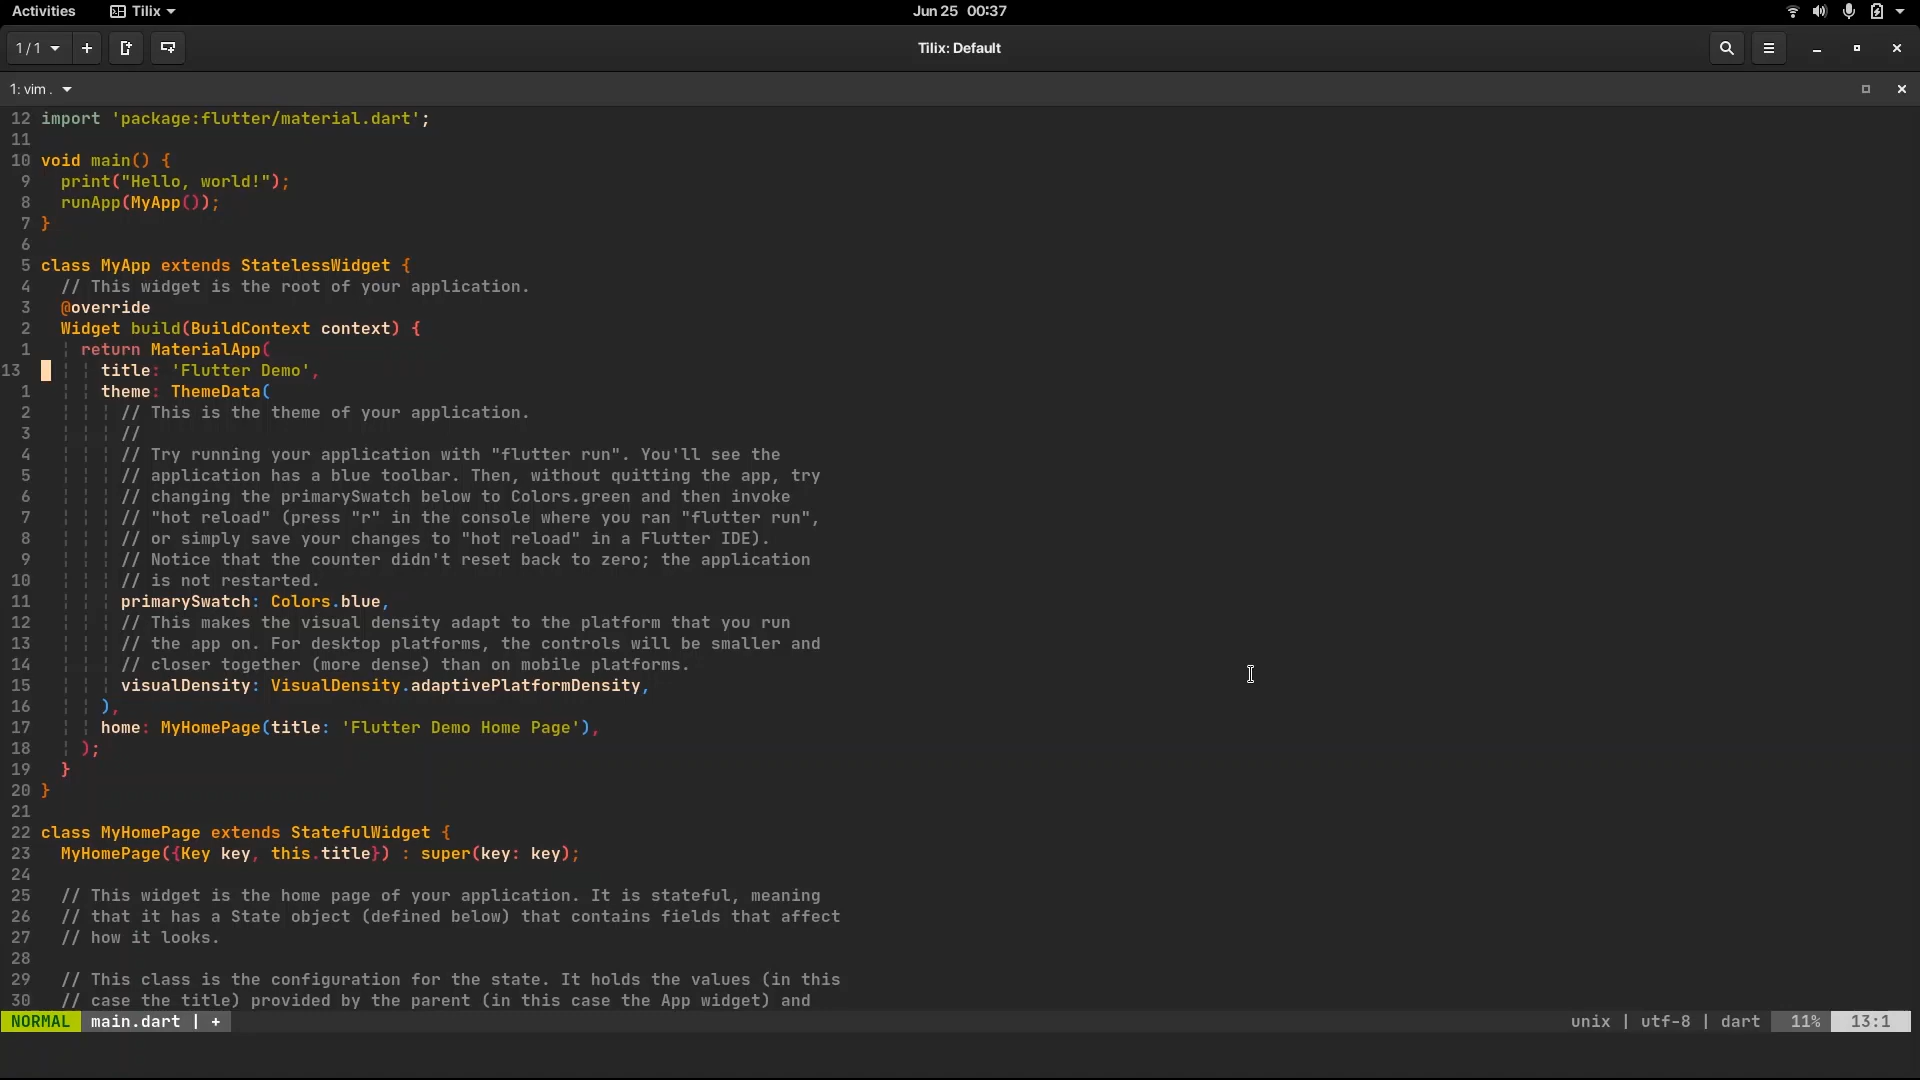 Activities Tilix Jun 25 00:37
1 / 1 Tilix: Default
1: vim .
12 import 'package:flutter/material.dart';
11
10 void main() {
9 print("Hello, world!");
8 runApp(MyApp());
7 }
6
5 class MyApp extends StatelessWidget {
4 // This widget is the root of your application.
3 @override
2 Widget build(BuildContext context) {
1 return MaterialApp(
13 title: 'Flutter Demo',
1 theme: ThemeData(
2 // This is the theme of your application.
3 //
4 // Try running your application with "flutter run". You'll see the
5 // application has a blue toolbar. Then, without quitting the app, try
6 // changing the primarySwatch below to Colors.green and then invoke
7 // "hot reload" (press "r" in the console where you ran "flutter run",
8 // or simply save your changes to "hot reload" in a Flutter IDE).
9 // Notice that the counter didn't reset back to zero; the application
10 // is not restarted.
11 primarySwatch: Colors.blue,
12 // This makes the visual density adapt to the platform that you run
13 // the app on. For desktop platforms, the controls will be smaller and
14 // closer together (more dense) than on mobile platforms.
15 visualDensity: VisualDensity.adaptivePlatformDensity,
16 ),
17 home: MyHomePage(title: 'Flutter Demo Home Page'),
18 );
19 }
20 }
21
22 class MyHomePage extends StatefulWidget {
23 MyHomePage({Key key, this.title}) : super(key: key);
24
25 // This widget is the home page of your application. It is stateful, meaning
26 // that it has a State object (defined below) that contains fields that affect
27 // how it looks.
28
29 // This class is the configuration for the state. It holds the values (in this
30 // case the title) provided by the parent (in this case the App widget) and
NORMAL main.dart | + unix | utf-8 | dart 11% 13:1